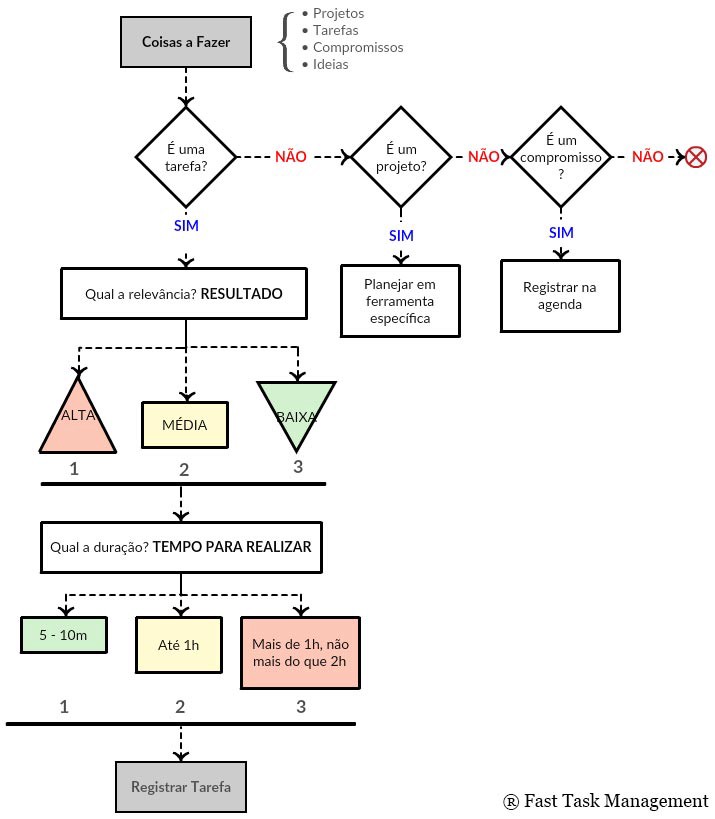 Coisas a Fazer
• Projetos
• Tarefas
• Compromissos
• Ideias
É uma
tarefa?
NÃO
É um
projeto?
NÃO
É um
compromisso
?
NÃO
SIM
SIM
SIM
Qual a relevância? RESULTADO
Planejar em
ferramenta
específica
Registrar na
agenda
ALTA
MÉDIA
BAIXA
1
2
3
Qual a duração? TEMPO PARA REALIZAR
5 - 10m
Até 1h
Mais de 1h, não
mais do que 2h
1
2
3
Registrar Tarefa
® Fast Task Management